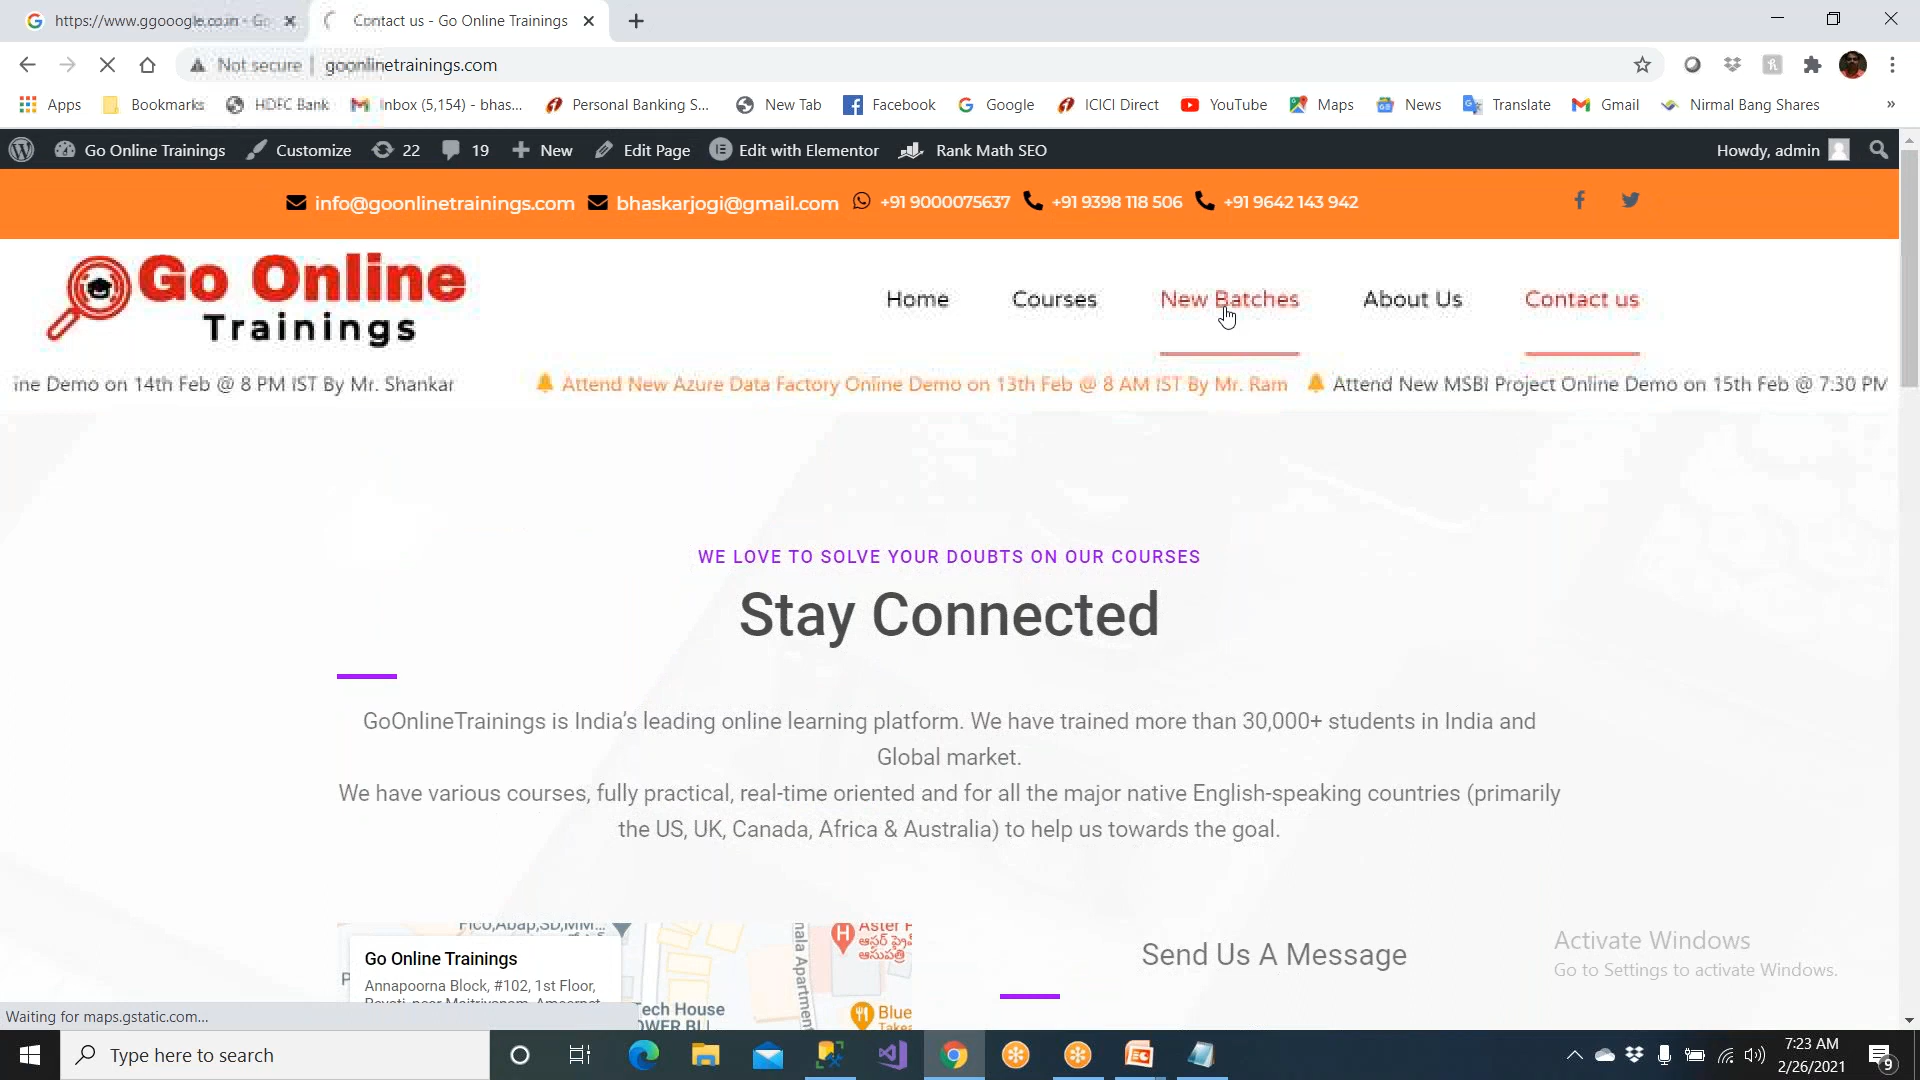 https://www.ggooogle.co.in - Go
Contact us - Go Online Trainings
Not secure | goonlinetrainings.com
Apps Bookmarks HDFC Bank Inbox (5,154) - bhas... Personal Banking S... New Tab Facebook Google ICICI Direct YouTube Maps News Translate Gmail Nirmal Bang Shares »
Go Online Trainings Customize 22 19 New Edit Page Edit with Elementor Rank Math SEO Howdy, admin
info@goonlinetrainings.com bhaskarjogi@gmail.com +91 9000075637 +91 9398 118 506 +91 9642 143 942
Go Online
Trainings
Home Courses New Batches About Us Contact us
ine Demo on 14th Feb @ 8 PM IST By Mr. Shankar Attend New Azure Data Factory Online Demo on 13th Feb @ 8 AM IST By Mr. Ram Attend New MSBI Project Online Demo on 15th Feb @ 7:30 PM
WE LOVE TO SOLVE YOUR DOUBTS ON OUR COURSES
Stay Connected
GoOnlineTrainings is India's leading online learning platform. We have trained more than 30,000+ students in India and
Global market.
We have various courses, fully practical, real-time oriented and for all the major native English-speaking countries (primarily
the US, UK, Canada, Africa & Australia) to help us towards the goal.
Go Online Trainings
Annapoorna Block, #102, 1st Floor,
Tech House
Blue
Send Us A Message
Activate Windows
Go to Settings to activate Windows.
Waiting for maps.gstatic.com...
Type here to search
7:23 AM
2/26/2021
9